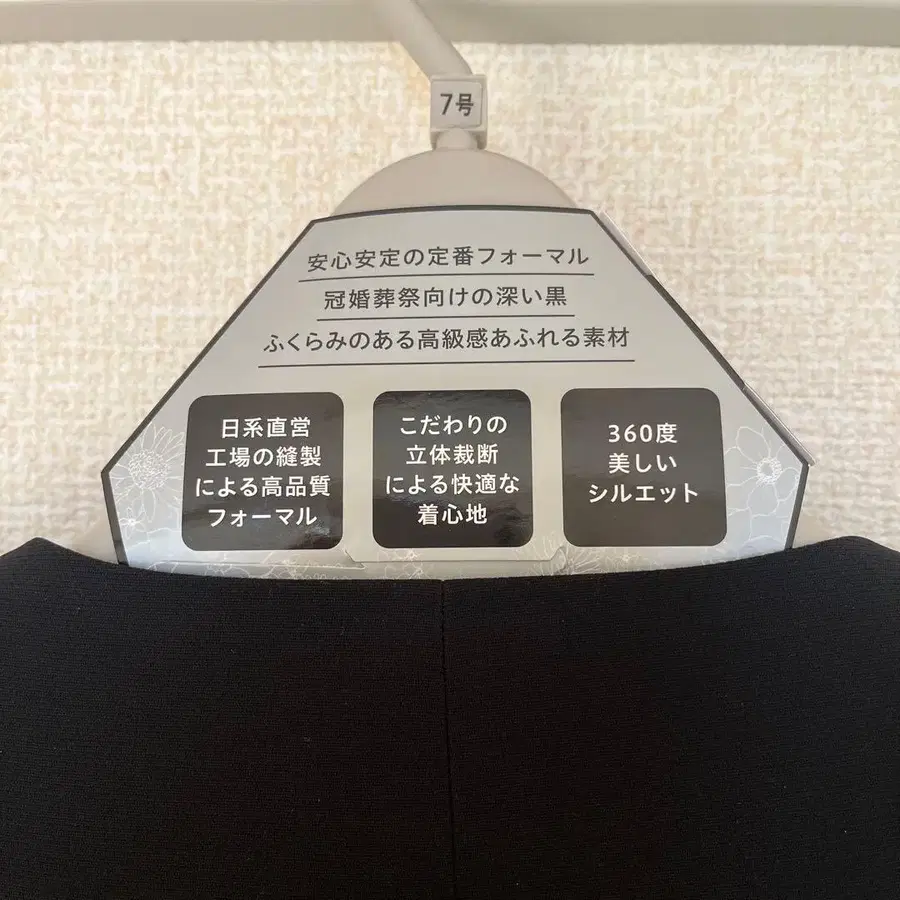 7号
安心安定の定番フォーマル
冠婚葬祭向けの深い黒
ふくらみのある高級感あふれる素材
日系直営
工場の縫製
による高品質
フォーマル
こだわりの
立体裁断
による快適な
着心地
360度
美しい
シルエット